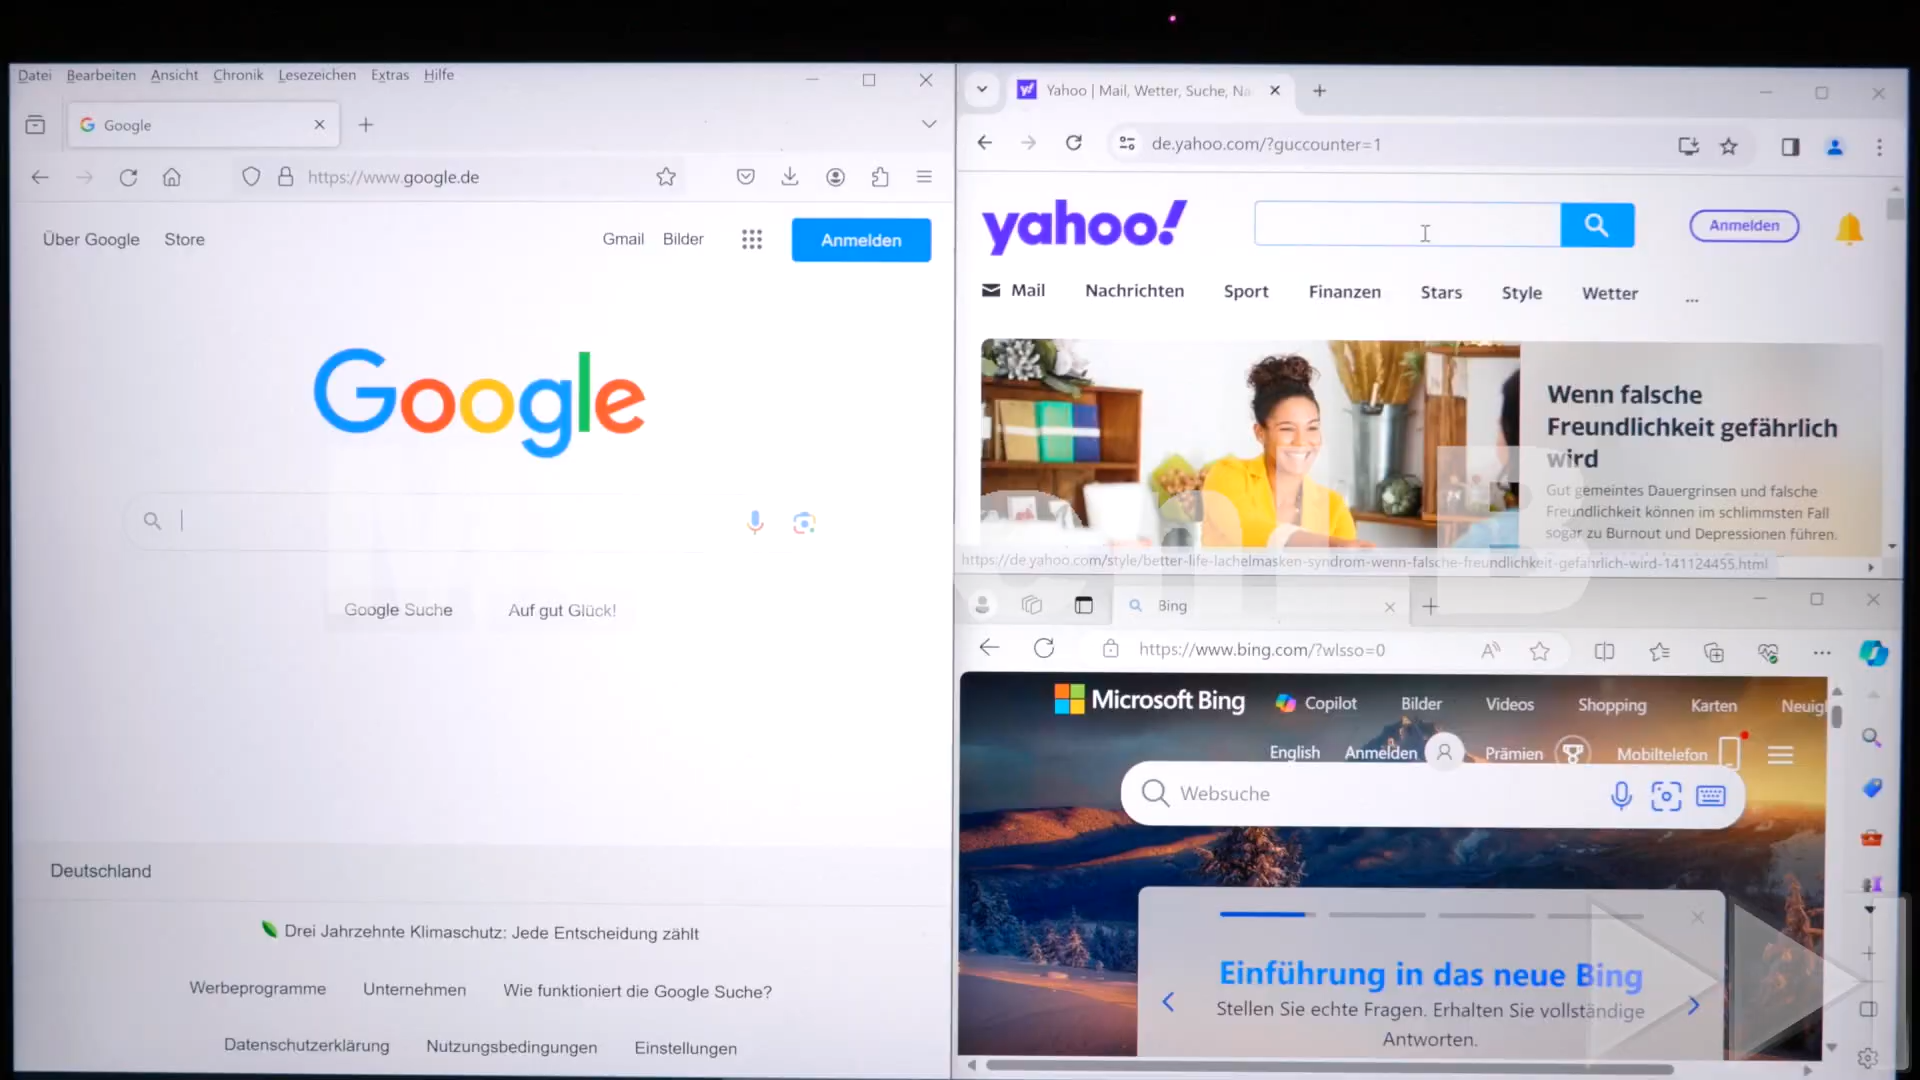 Datei Bearbeiten Ansicht Chronik Lesezeichen Extras Hilfe
Google
https://www.google.de
Über Google Store
Gmail Bilder
Anmelden
Google
Google Suche Auf gut Glück!
Deutschland
Drei Jahrzehnte Klimaschutz: Jede Entscheidung zählt
Werbeprogramme Unternehmen Wie funktioniert die Google Suche?
Datenschutzerklärung Nutzungsbedingungen Einstellungen
y! Yahoo | Mail, Wetter, Suche, Na
de.yahoo.com/?guccounter=1
yahoo!
Anmelden
Mail Nachrichten Sport Finanzen Stars Style Wetter ...
Wenn falsche
Freundlichkeit gefährlich
wird
Gut gemeintes Dauergrinsen und falsche
Freundlichkeit können im schlimmsten Fall
sogar zu Burnout und Depressionen führen.
https://de.yahoo.com/style/better-life-lachelmasken-syndrom-wenn-falsche-freundlichkeit-gefahrlich-wird-141124455.html
Bing
https://www.bing.com/?wlsso=0
Microsoft Bing Copilot Bilder Videos Shopping Karten Neuig
English Anmelden Prämien Mobiltelefon
Websuche
Einführung in das neue Bing
Stellen Sie echte Fragen. Erhalten Sie vollständige
Antworten.